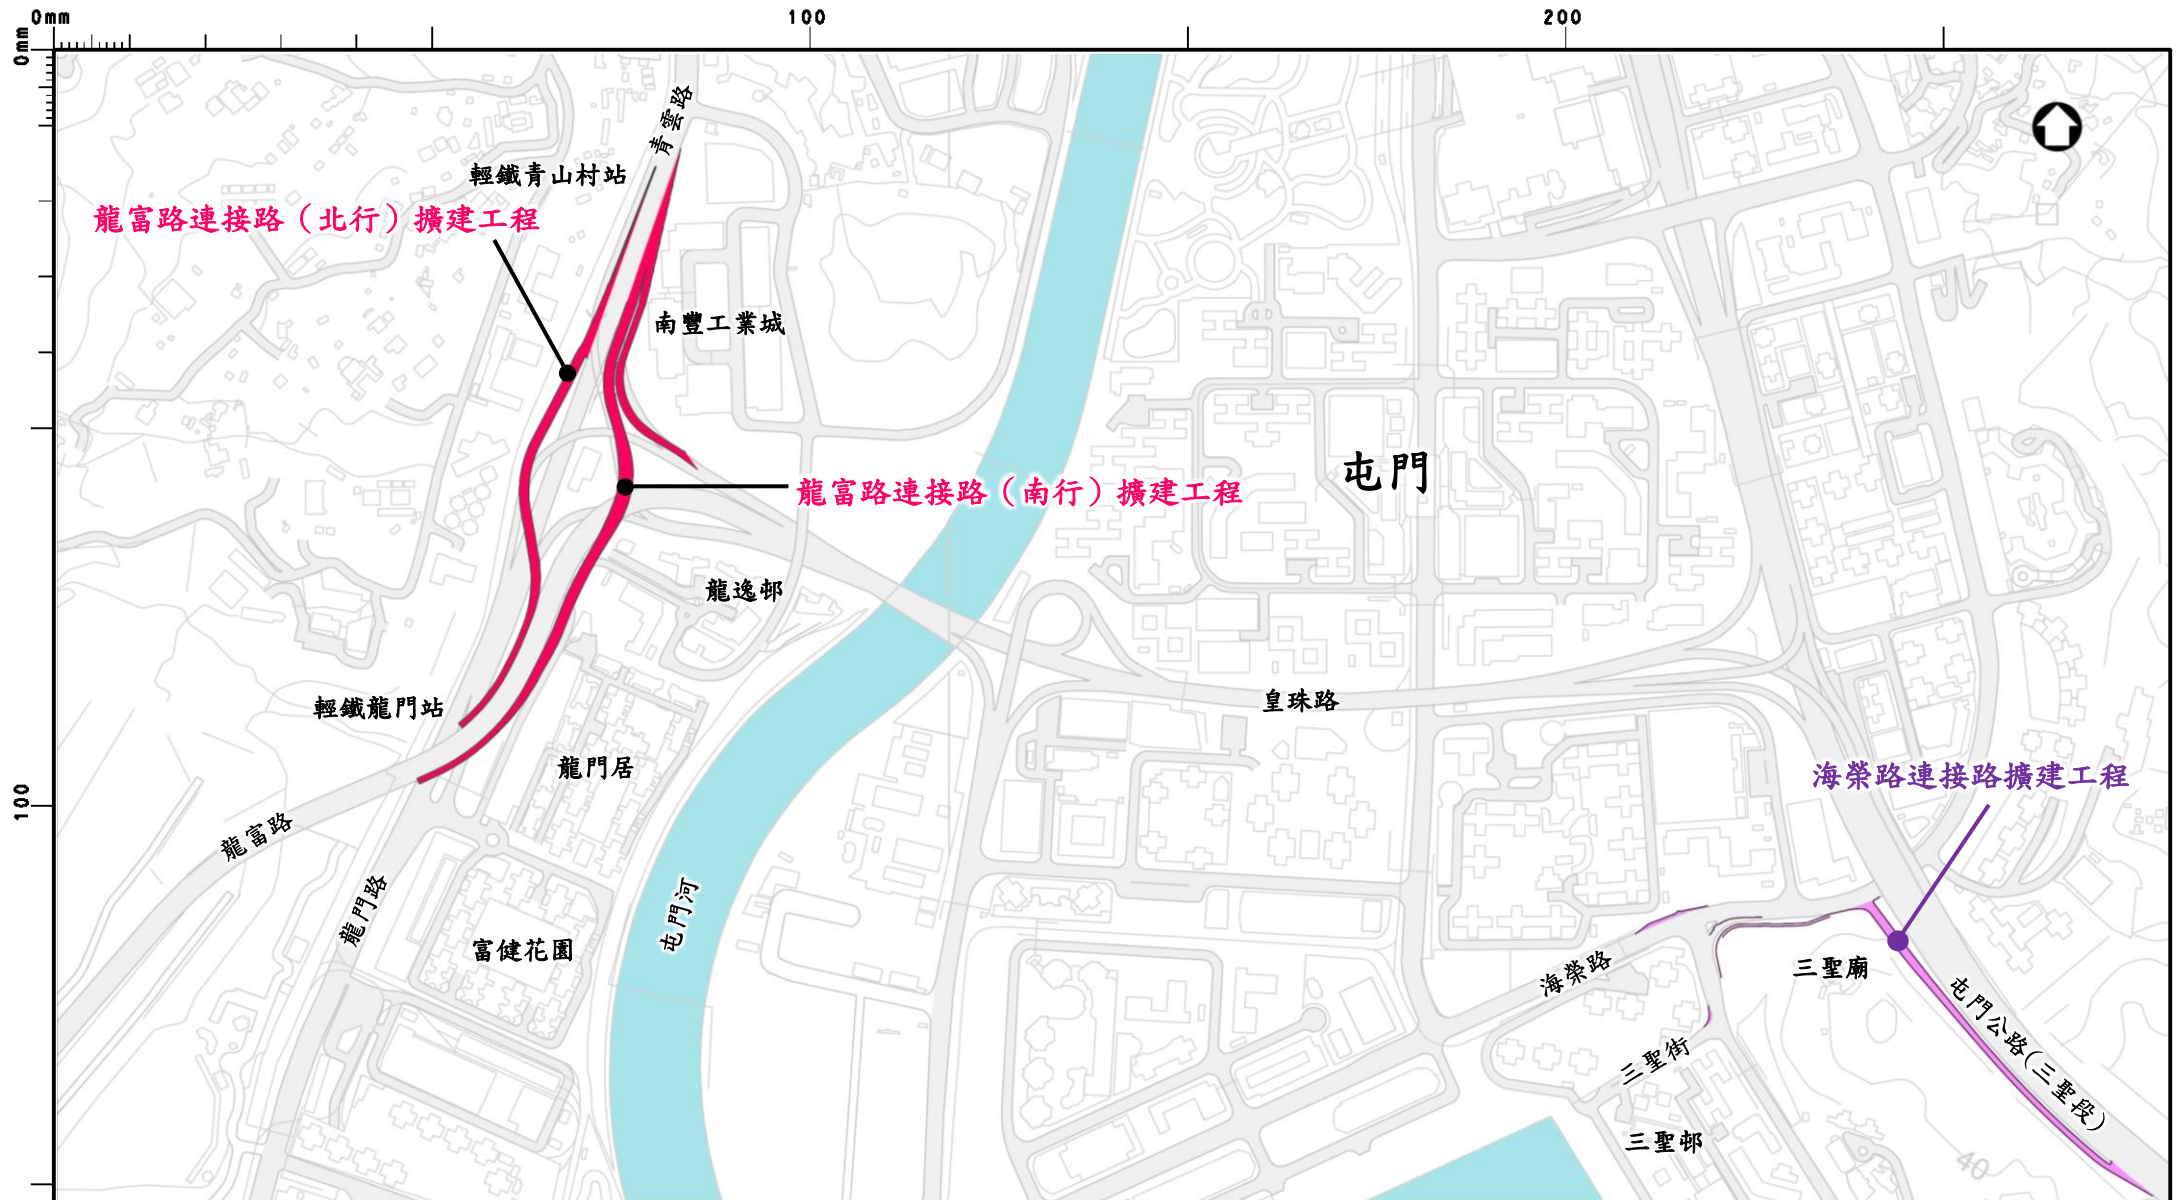 0mm
100
200
0mm
100
青雲路
輕鐵青山村站
龍富路連接路（北行）擴建工程
南豐工業城
屯門
龍富路連接路（南行）擴建工程
龍逸邨
皇珠路
輕鐵龍門站
龍門居
海榮路連接路擴建工程
龍富路
龍門路
屯門河
富健花園
海榮路
三聖廟
屯門公路(三聖段)
三聖街
三聖邨
40